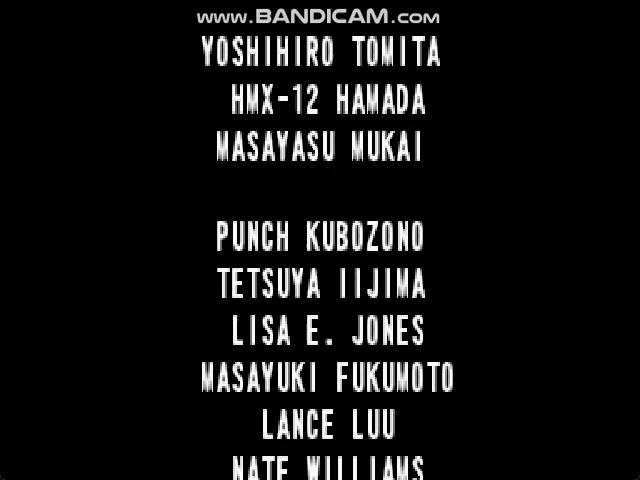 WWW.BANDICAM.COM
YOSHIHIRO TOMITA
HMX-12 HAMADA
MASAYASU MUKAI
PUNCH KUBOZONO
TETSUYA IIJIMA
LISA E. JONES
MASAYUKI FUKUMOTO
LANCE LUU
NATE WILLIAMS